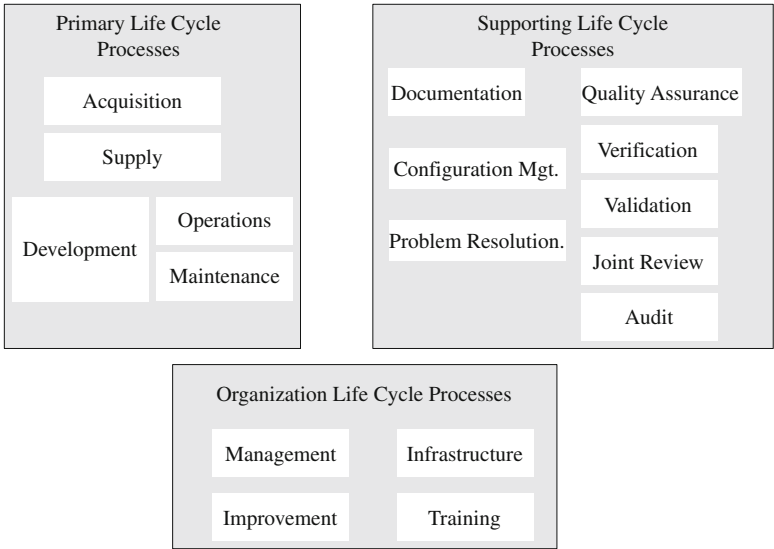 Primary Life Cycle
Processes
Acquisition
Supply
Development
Operations
Maintenance
Supporting Life Cycle
Processes
Documentation
Configuration Mgt.
Problem Resolution.
Quality Assurance
Verification
Validation
Joint Review
Audit
Organization Life Cycle Processes
Management
Infrastructure
Improvement
Training